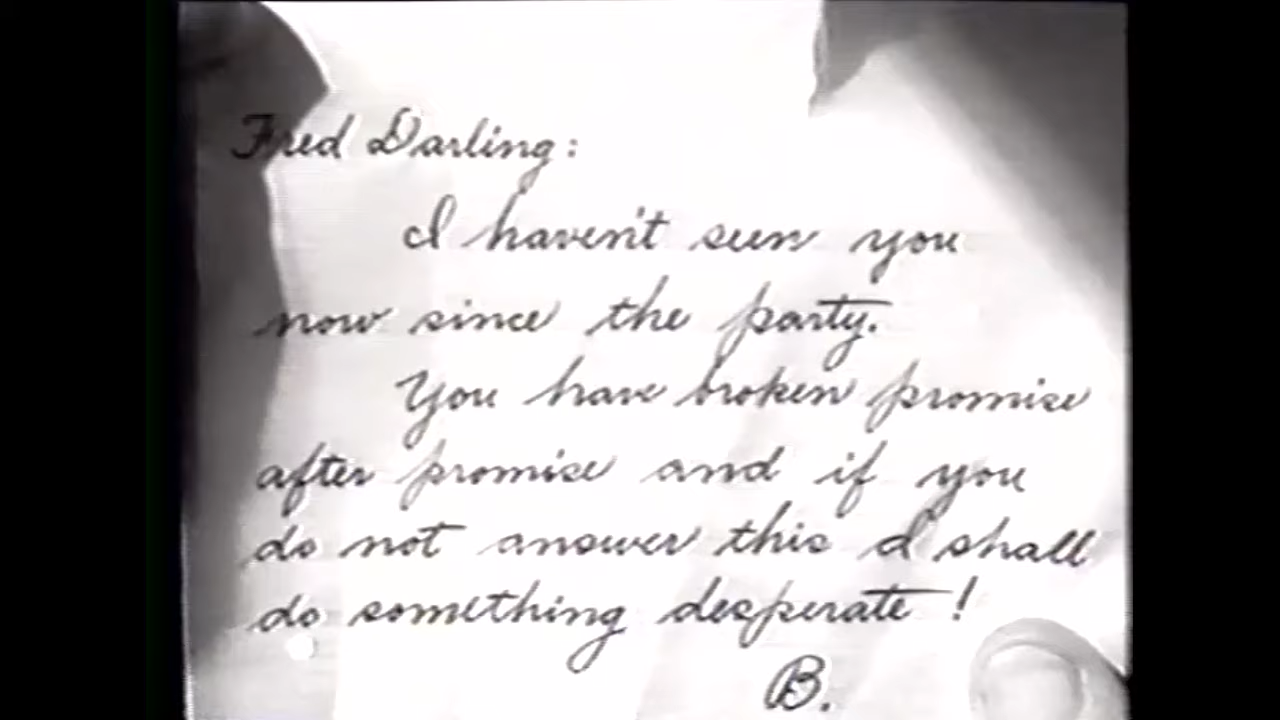 Fred Darling:
I haven't seen you
now since the party.
You have broken promise
after promise and if you
do not answer this I shall
do something desperate!
B.